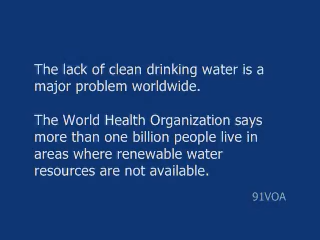 The lack of clean drinking water is a
major problem worldwide.
The World Health Organization says
more than one billion people live in
areas where renewable water
resources are not available.
91VOA